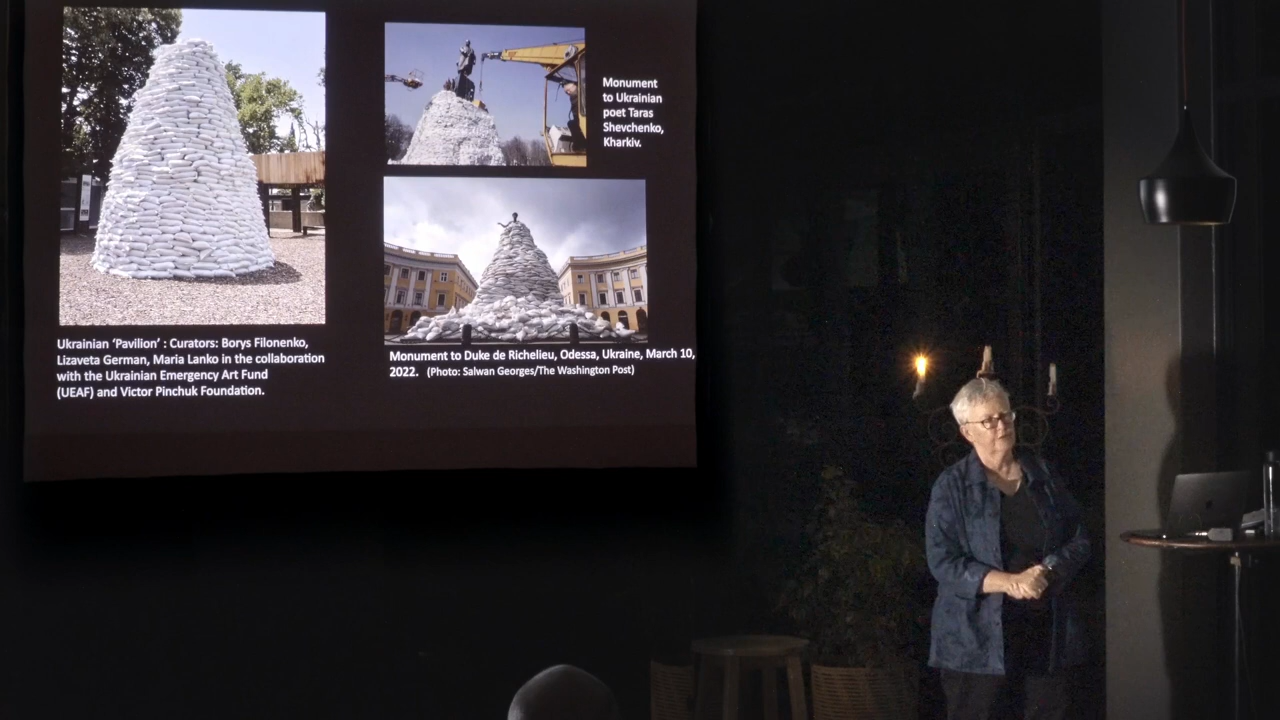 Monument
to Ukrainian
poet Taras
Shevchenko,
Kharkiv.
Ukrainian ‘Pavilion’ : Curators: Borys Filonenko,
Lizaveta German, Maria Lanko in the collaboration
with the Ukrainian Emergency Art Fund
(UEAF) and Victor Pinchuk Foundation.
Monument to Duke de Richelieu, Odessa, Ukraine, March 10,
2022. (Photo: Salwan Georges/The Washington Post)